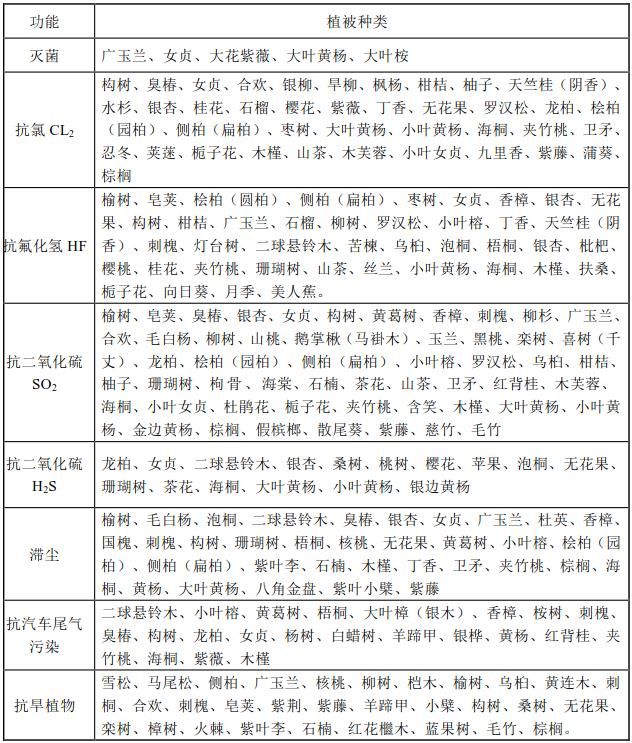 功能 植被种类
灭菌 广玉兰、女贞、大花紫薇、大叶黄杨、大叶桉
抗氯 CL2
构树、臭椿、女贞、合欢、银柳、旱柳、枫杨、柑桔、柚子、天竺桂（阴香）、
水杉、银杏、桂花、石榴、樱花、紫薇、丁香、无花果、罗汉松、龙柏、桧柏
（园柏）、侧柏（扁柏）、枣树、大叶黄杨、小叶黄杨、海桐、夹竹桃、卫矛、
忍冬、荚蒾、栀子花、木槿、山茶、木芙蓉、小叶女贞、九里香、紫藤、蒲葵、
棕榈
抗氟化氢 HF
榆树、皂荚、桧柏（圆柏）、侧柏（扁柏）、枣树、女贞、香樟、银杏、无花
果、构树、柑桔、广玉兰、石榴、柳树、罗汉松、小叶榕、丁香、天竺桂（阴
香）、刺槐、灯台树、二球悬铃木、苦楝、乌桕、泡桐、梧桐、银杏、枇杷、
樱桃、桂花、夹竹桃、珊瑚树、山茶、丝兰、小叶黄杨、海桐、木槿、扶桑、
栀子花、向日葵、月季、美人蕉。
抗二氧化硫
SO2
榆树、皂荚、臭椿、银杏、女贞、构树、黄葛树、香樟、刺槐、柳杉、广玉兰、
合欢、毛白杨、柳树、山桃、鹅掌楸（马褂木）、玉兰、黑桃、栾树、喜树（千
丈）、龙柏、桧柏（园柏）、侧柏（扁柏）、小叶榕、罗汉松、乌桕、柑桔、
柚子、珊瑚树、枸骨、海棠、石楠、茶花、山茶、卫矛、红背桂、木芙蓉、
海桐、小叶女贞、杜鹃花、栀子花、夹竹桃、含笑、木槿、大叶黄杨、小叶黄
杨、金边黄杨、棕榈、假槟榔、散尾葵、紫藤、慈竹、毛竹
抗二氧化硫
H2S
龙柏、女贞、二球悬铃木、银杏、桑树、桃树、樱花、苹果、泡桐、无花果、
珊瑚树、茶花、海桐、大叶黄杨、小叶黄杨、银边黄杨
滞尘
榆树、毛白杨、泡桐、二球悬铃木、臭椿、银杏、女贞、广玉兰、杜英、香樟、
国槐、刺槐、构树、珊瑚树、梧桐、核桃、无花果、黄葛树、小叶榕、桧柏（园
柏）、侧柏（扁柏）、紫叶李、石楠、木槿、丁香、卫矛、夹竹桃、棕榈、海
桐、黄杨、大叶黄杨、八角金盘、紫叶小檗、紫藤
抗汽车尾气
污染
二球悬铃木、小叶榕、黄葛树、梧桐、大叶樟（银木）、香樟、桉树、刺槐、
臭椿、构树、龙柏、女贞、杨树、白蜡树、羊蹄甲、银桦、黄杨、红背桂、夹
竹桃、海桐、紫薇、木槿
抗旱植物
雪松、马尾松、侧柏、广玉兰、核桃、柳树、桤木、榆树、乌桕、黄连木、刺
桐、合欢、刺槐、皂荚、紫荆、紫藤、羊蹄甲、小檗、构树、桑树、无花果、
栾树、樟树、火棘、紫叶李、石楠、红花檵木、蓝果树、毛竹、棕榈。